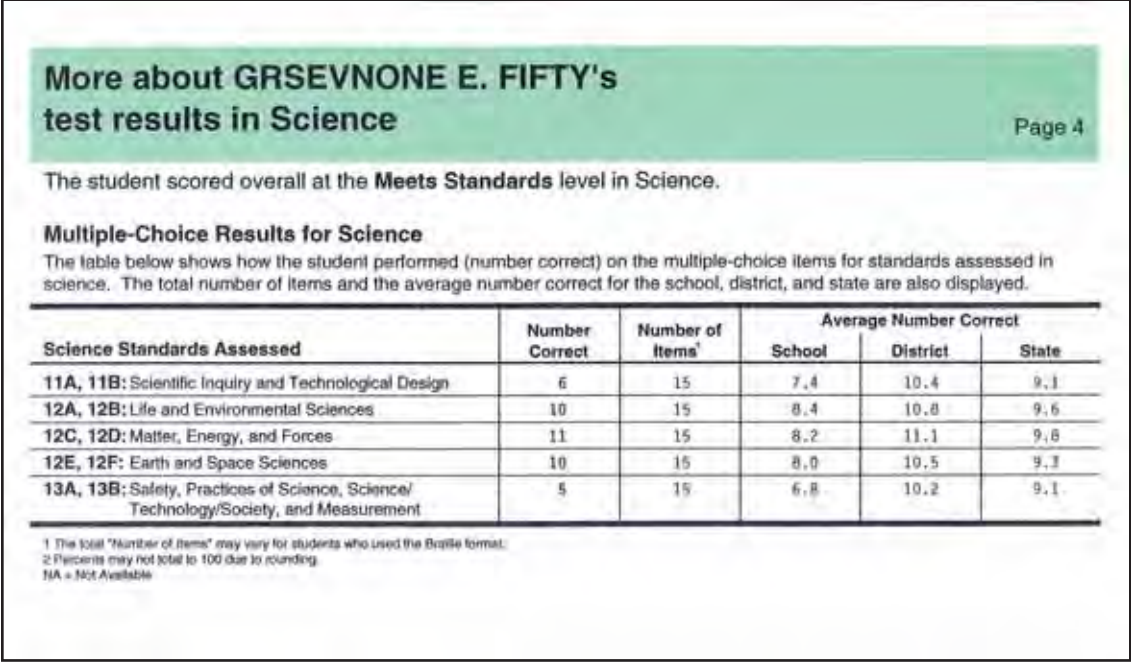 More about GRSEVNONE E. FIFTY's
test results in Science
Page 4
The student scored overall at the Meets Standards level in Science.
Multiple-Choice Results for Science
The table below shows how the student performed (number correct) on the multiple-choice items for standards assessed in
science. The total number of items and the average number correct for the school, district, and state are also displayed.
Average Number Correct
Science Standards Assessed Number Correct Number of Items¹ School District State
11A, 11B: Scientific Inquiry and Technological Design 6 15 7.4 10.4 9.1
12A, 12B: Life and Environmental Sciences 10 15 8.4 10.8 9.6
12C, 12D: Matter, Energy, and Forces 11 15 8.2 11.1 9.8
12E, 12F: Earth and Space Sciences 10 15 8.0 10.5 9.3
13A, 13B: Safety, Practices of Science, Science/ 5 15 6.8 10.2 9.1
Technology/Society, and Measurement
1 The total "Number of Items" may vary for students who used the Braille format.
2 Percents may not total to 100 due to rounding.
NA = Not Available